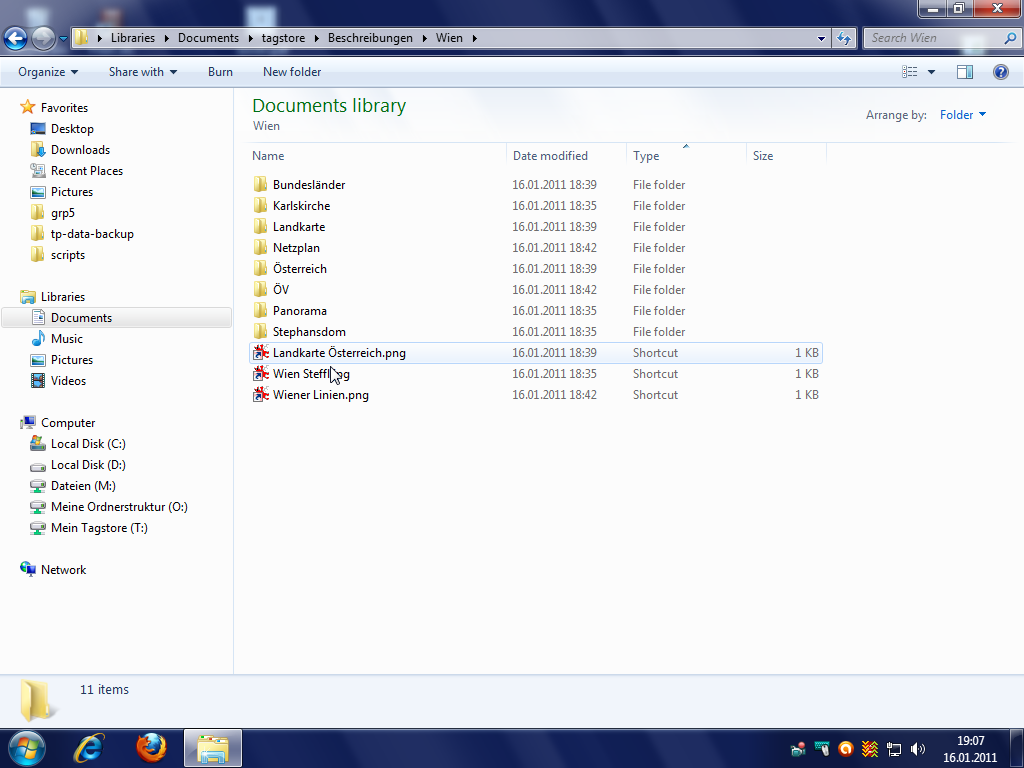 Libraries Documents tagstore Beschreibungen Wien Search Wien
Organize Share with Burn New folder
Favorites
Desktop
Downloads
Recent Places
Pictures
grp5
tp-data-backup
scripts
Libraries
Documents
Music
Pictures
Videos
Computer
Local Disk (C:)
Local Disk (D:)
Dateien (M:)
Meine Ordnerstruktur (O:)
Mein Tagstore (T:)
Network
Documents library
Wien
Arrange by: Folder
Name Date modified Type Size
Bundesländer 16.01.2011 18:39 File folder
Karlskirche 16.01.2011 18:35 File folder
Landkarte 16.01.2011 18:39 File folder
Netzplan 16.01.2011 18:42 File folder
Österreich 16.01.2011 18:39 File folder
ÖV 16.01.2011 18:42 File folder
Panorama 16.01.2011 18:35 File folder
Stephansdom 16.01.2011 18:35 File folder
Landkarte Österreich.png 16.01.2011 18:39 Shortcut 1 KB
Wien 16.01.2011 18:35 Shortcut 1 KB
Wiener Linien.png 16.01.2011 18:42 Shortcut 1 KB
11 items
19:07
16.01.2011